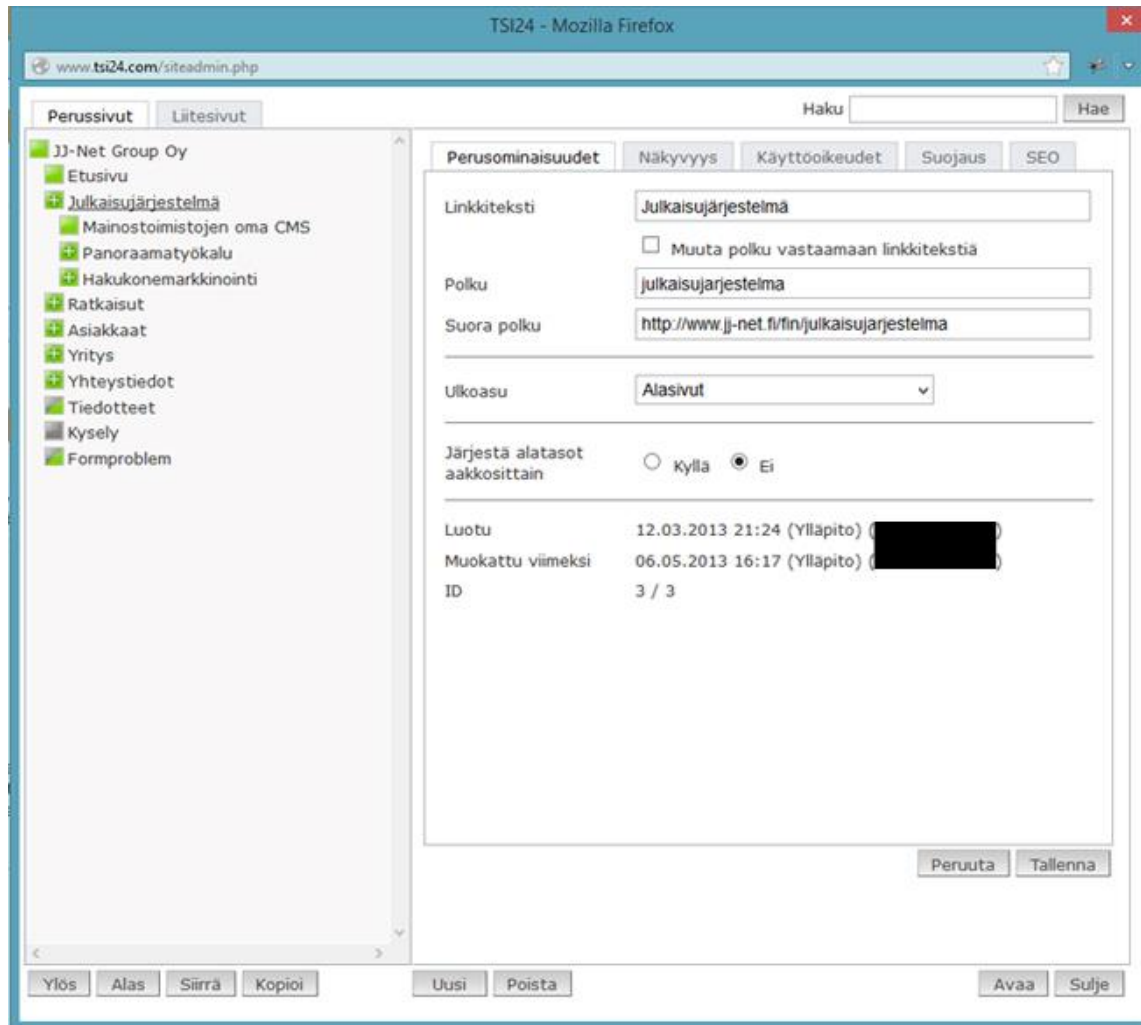 TSI24 - Mozilla Firefox
www.tsi24.com/siteadmin.php
Perussivut Liitesivut
Haku Hae
JJ-Net Group Oy
Etusivu
Julkaisujärjestelmä
Mainostoimistojen oma CMS
Panoraamatyökalu
Hakukonemarkkinointi
Ratkaisut
Asiakkaat
Yritys
Yhteystiedot
Tiedotteet
Kysely
Formproblem
Perusominaisuudet Näkyvyys Käyttöoikeudet Suojaus SEO
Linkkiteksti Julkaisujärjestelmä
Muuta polku vastaamaan linkkitekstiä
Polku julkaisujarjestelma
Suora polku http://www.jj-net.fi/fin/julkaisujarjestelma
Ulkoasu Alasivut
Järjestä alatasot
aakkosittain Kyllä Ei
Luotu 12.03.2013 21:24 (Ylläpito) ( )
Muokattu viimeksi 06.05.2013 16:17 (Ylläpito) ( )
ID 3 / 3
Peruuta Tallenna
Ylös Alas Siirrä Kopioi Uusi Poista Avaa Sulje